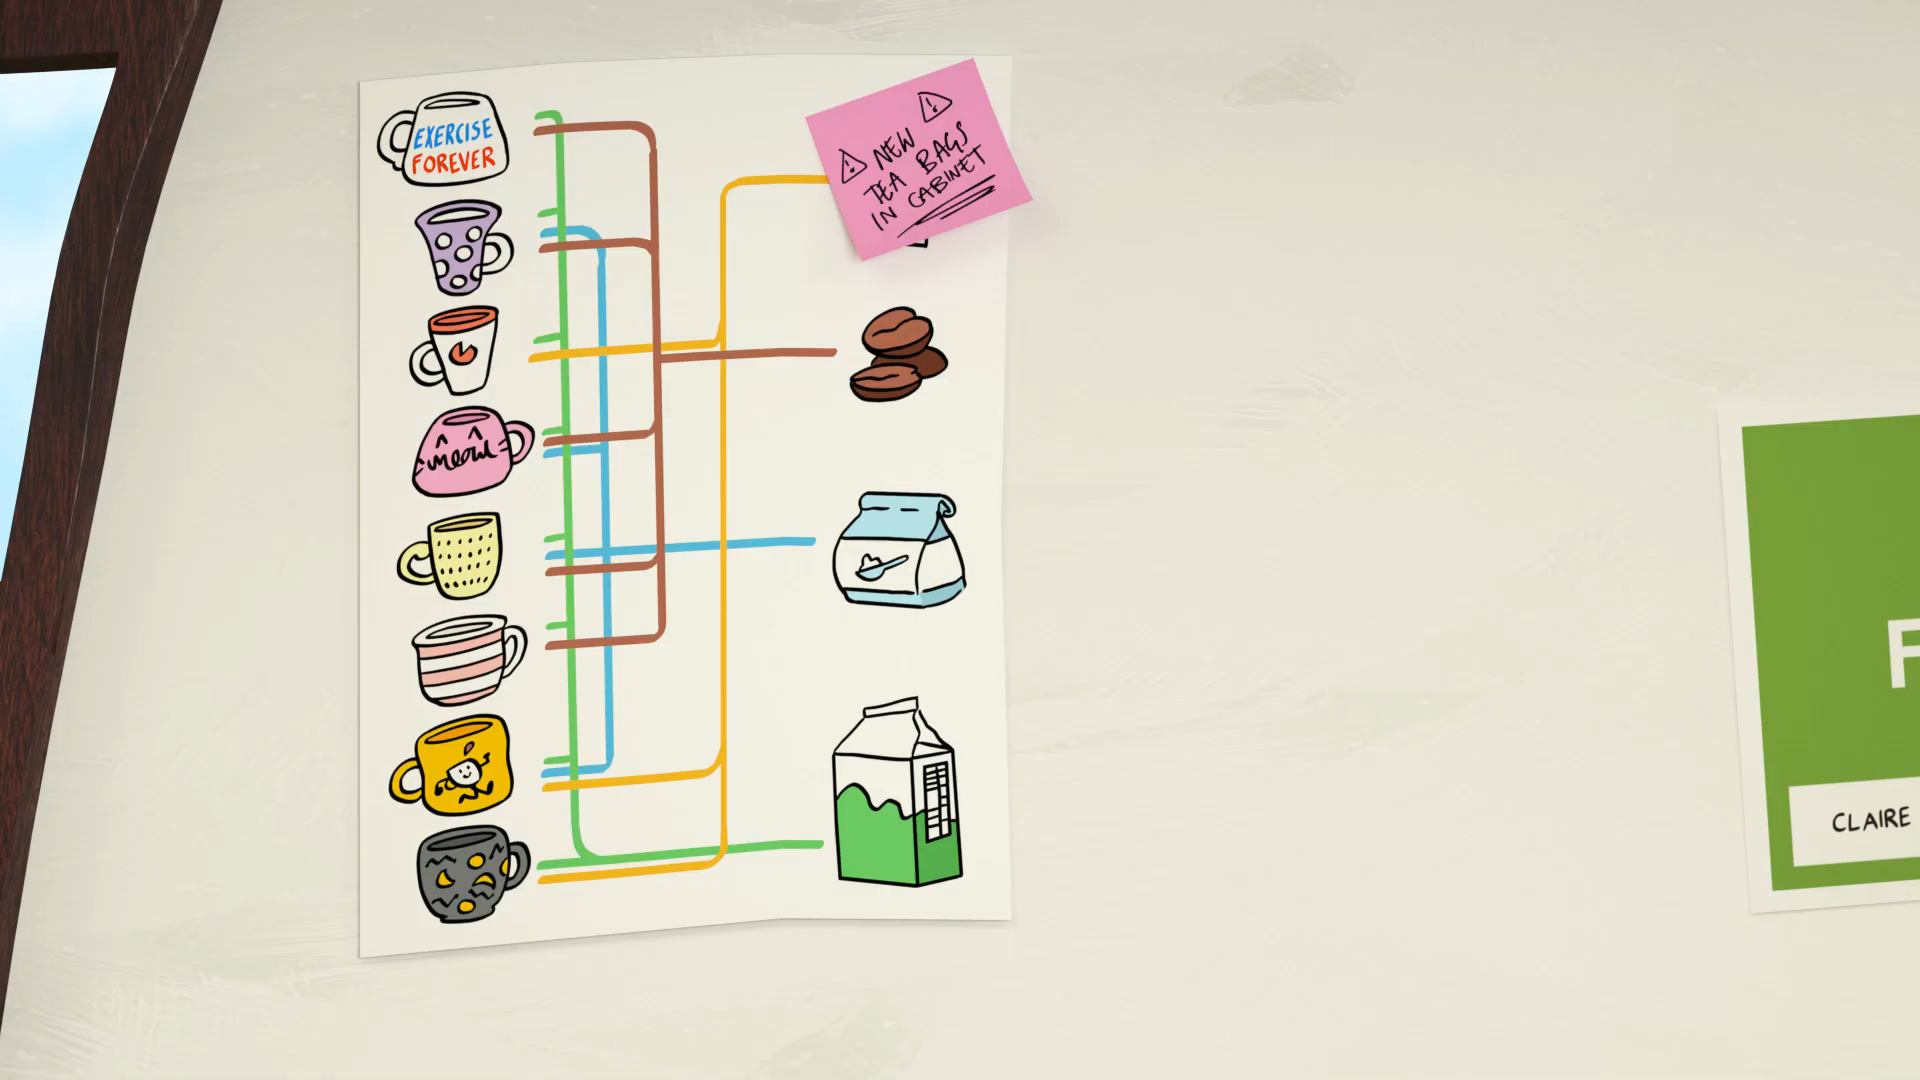 EXERCISE
FOREVER
NEW
TEA BAGS
IN CABINET
meow
F
CLAIRE